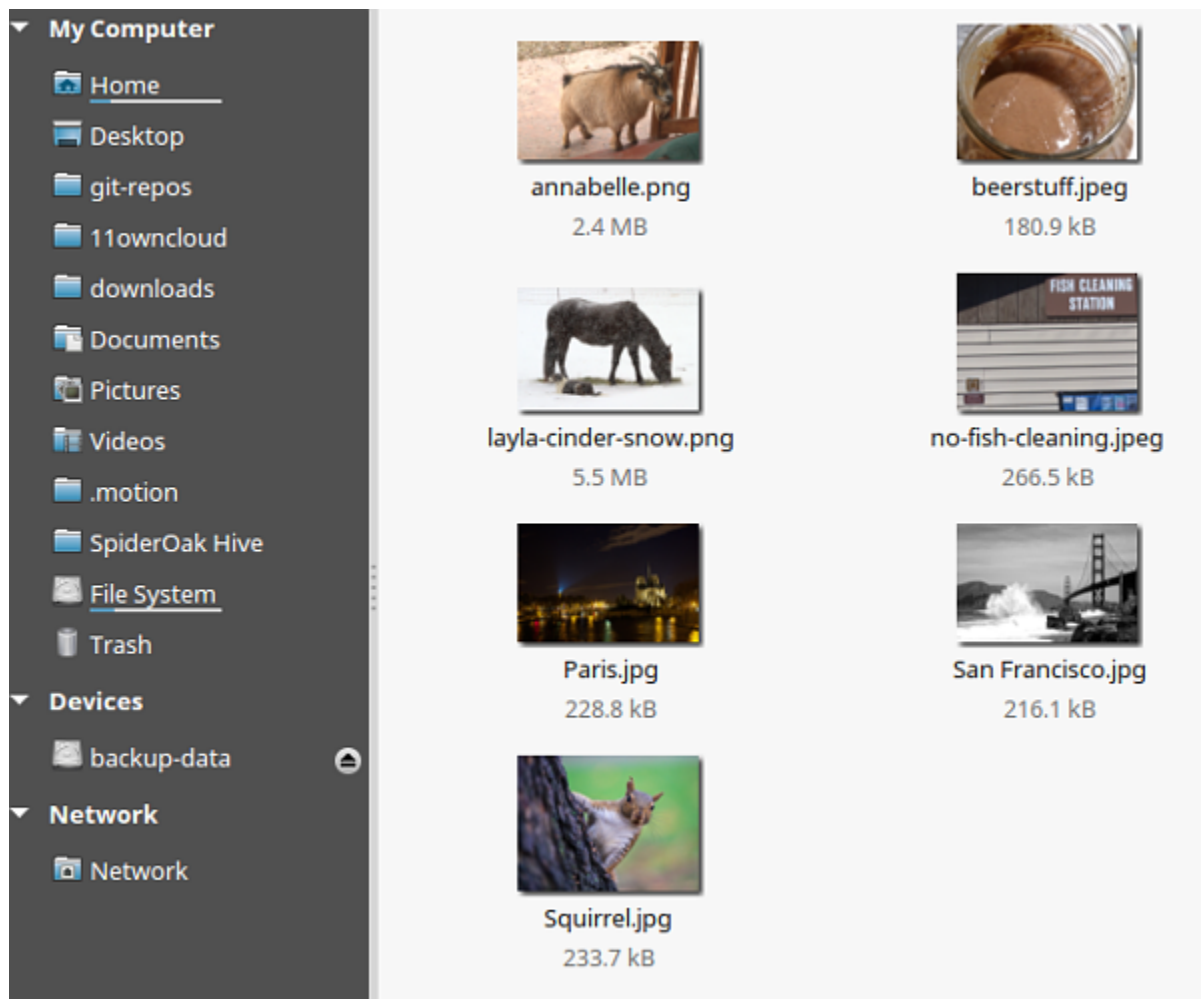 My Computer
Home
Desktop
git-repos
11owncloud
downloads
Documents
Pictures
Videos
.motion
SpiderOak Hive
File System
Trash
Devices
backup-data
Network
Network
annabelle.png
2.4 MB
beerstuff.jpeg
180.9 kB
layla-cinder-snow.png
5.5 MB
FISH CLEANING
STATION
no-fish-cleaning.jpeg
266.5 kB
Paris.jpg
228.8 kB
San Francisco.jpg
216.1 kB
Squirrel.jpg
233.7 kB